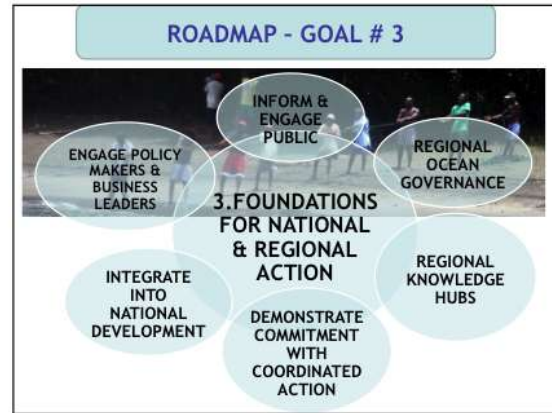 ROADMAP - GOAL # 3
INFORM &
ENGAGE
PUBLIC
ENGAGE POLICY
MAKERS &
BUSINESS
LEADERS
REGIONAL
OCEAN
GOVERNANCE
3.FOUNDATIONS
FOR NATIONAL
& REGIONAL
ACTION
INTEGRATE
INTO
NATIONAL
DEVELOPMENT
REGIONAL
KNOWLEDGE
HUBS
DEMONSTRATE
COMMITMENT
WITH
COORDINATED
ACTION